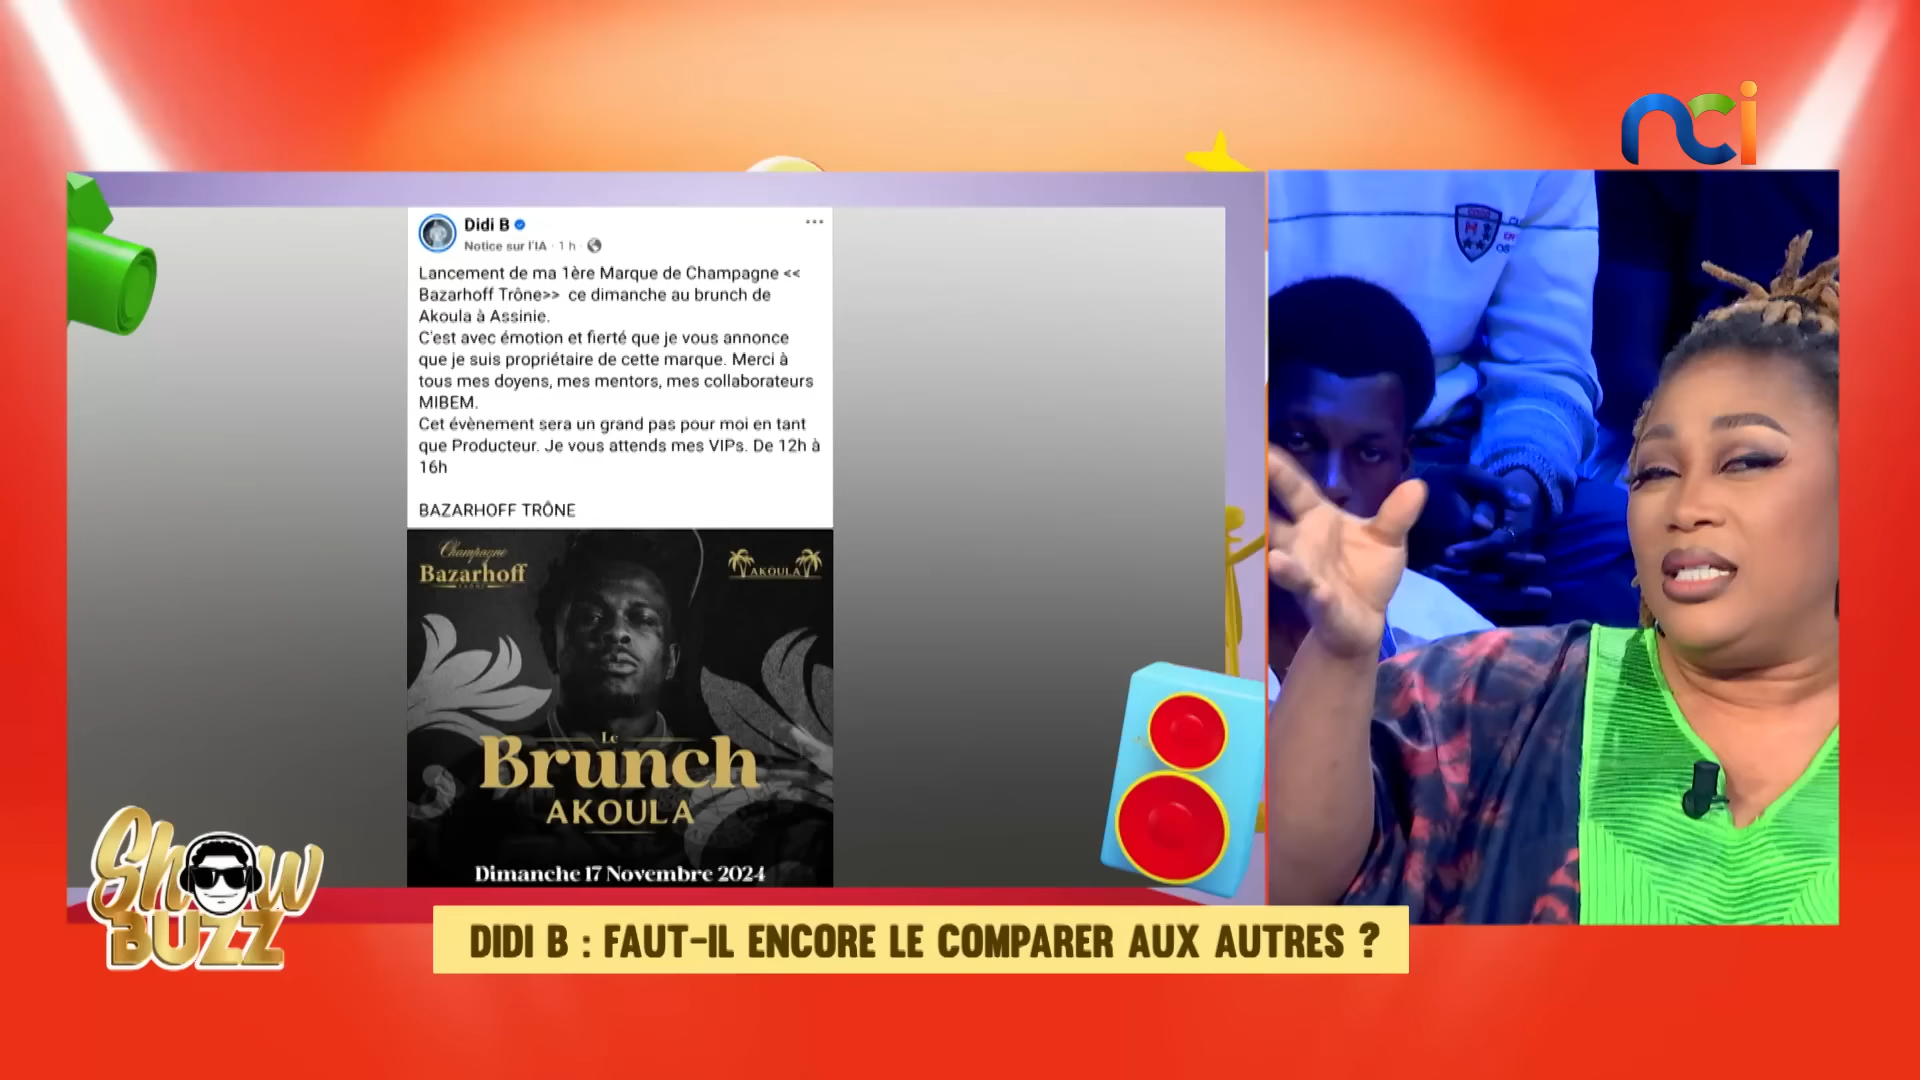 nci
Didi B
Notice sur l'IA · 1 h ·
Lancement de ma 1ère Marque de Champagne <<
Bazarhoff Trône>> ce dimanche au brunch de
Akoula à Assinie.
C'est avec émotion et fierté que je vous annonce
que je suis propriétaire de cette marque. Merci à
tous mes doyens, mes mentors, mes collaborateurs
MIBEM.
Cet évènement sera un grand pas pour moi en tant
que Producteur. Je vous attends mes VIPs. De 12h à
16h
BAZARHOFF TRÔNE
Champagne
Bazarhoff
AKOULA
Le
Brunch
AKOULA
Dimanche 17 Novembre 2024
Show
BUZZ
DIDI B : FAUT-IL ENCORE LE COMPARER AUX AUTRES ?